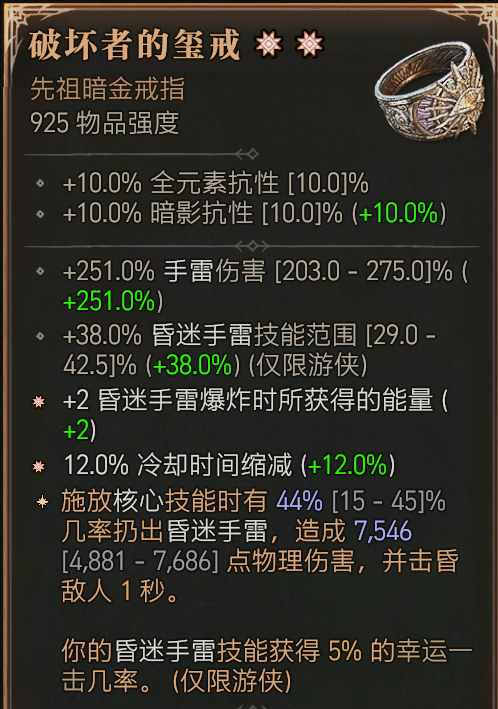 破坏者的玺戒
先祖暗金戒指
925 物品强度
+10.0% 全元素抗性 [10.0]%
+10.0% 暗影抗性 [10.0]% (+10.0%)
+251.0% 手雷伤害 [203.0 - 275.0]% (
+251.0%)
+38.0% 昏迷手雷技能范围 [29.0 -
42.5]% (+38.0%) (仅限游侠)
+2 昏迷手雷爆炸时所获得的能量 (
+2)
12.0% 冷却时间缩减 (+12.0%)
施放核心技能时有 44% [15 - 45]%
几率扔出昏迷手雷，造成 7,546
[4,881 - 7,686] 点物理伤害，并击昏
敌人 1 秒。
你的昏迷手雷技能获得 5% 的幸运一
击几率。 (仅限游侠)